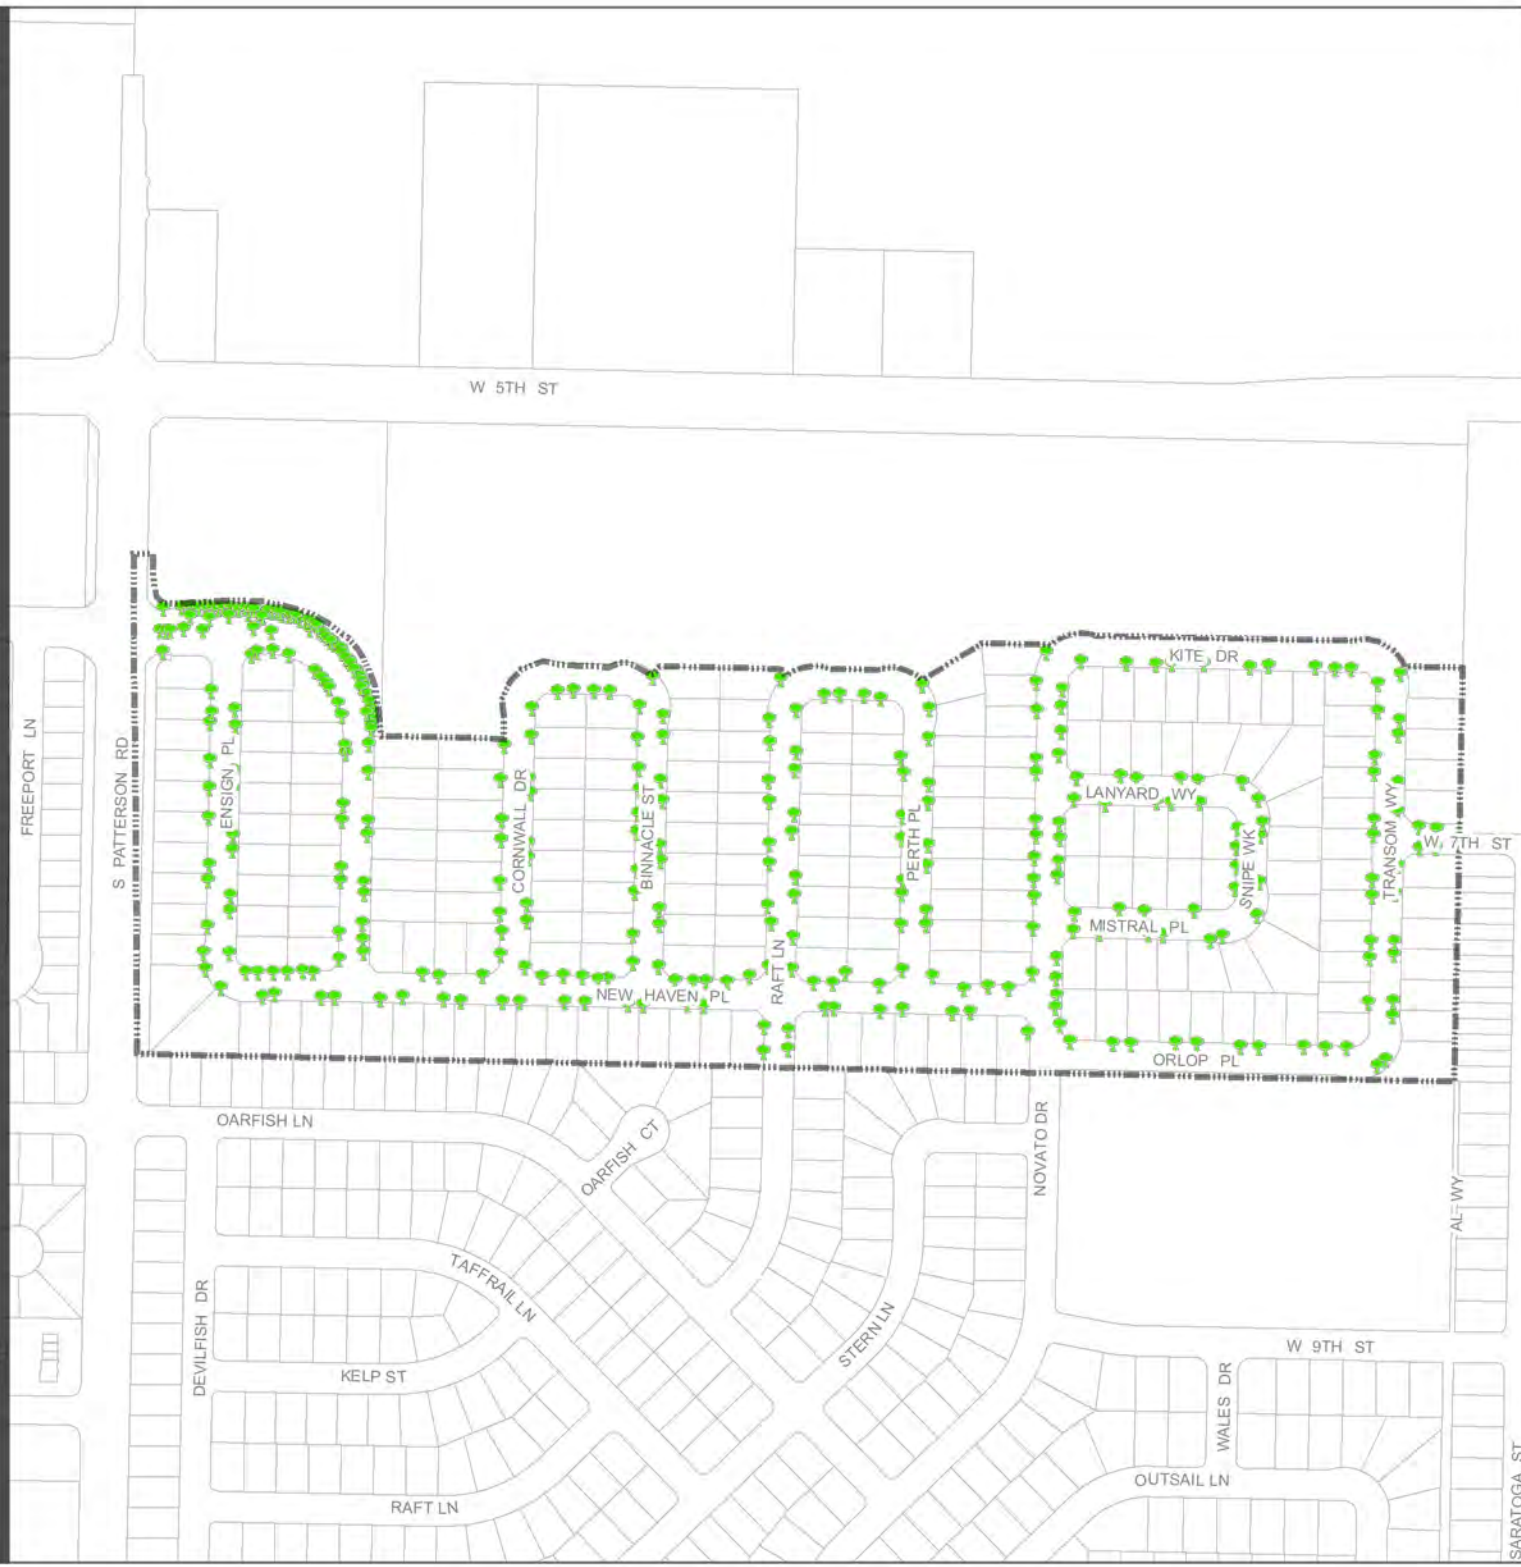 W 5TH ST
KITE DR
FREEPORT LN
S PATTERSON RD
ENSIGN PL
CORNWALL DR
BINNACLE ST
PERTH PL
LANYARD WY
SNIPE WK
TRANSOM WY
W 7TH ST
MISTRAL PL
RAFT LN
NEW HAVEN PL
ORLOP PL
OARFISH LN
OARFISH CT
NOVATO DR
AL WY
TAFFRAIL LN
DEVILFISH DR
STERN LN
KELP ST
W 9TH ST
WALES DR
OUTSAIL LN
RAFT LN
SARATOGA ST